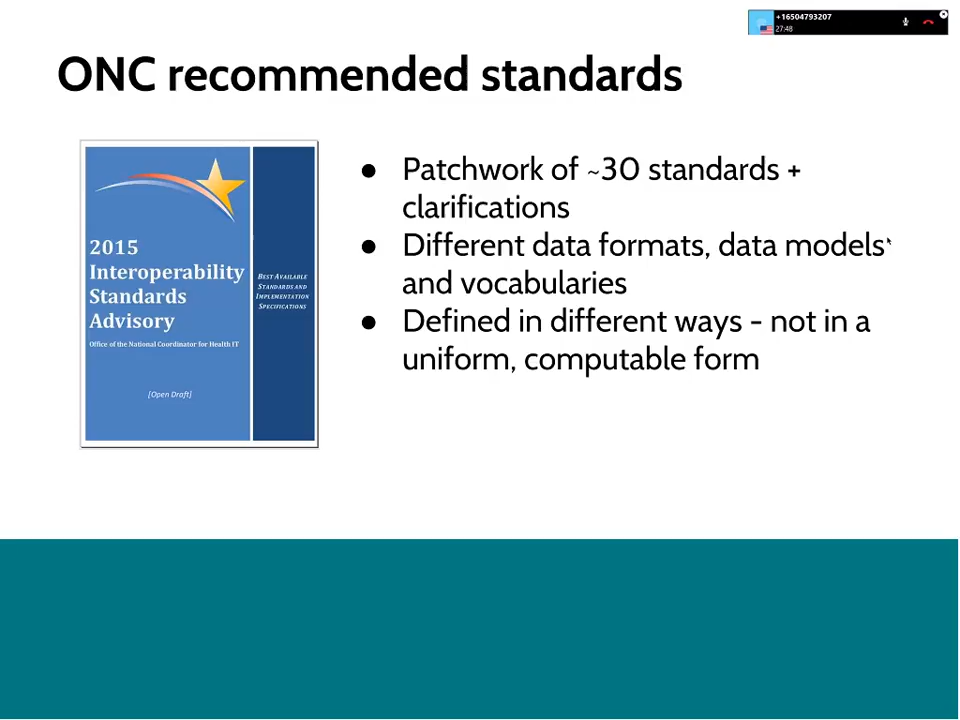 +16504793207
27:48
ONC recommended standards
2015
Interoperability
Standards
Advisory
Office of the National Coordinator for Health IT
[Open Draft]
BEST AVAILABLE
STANDARDS AND
IMPLEMENTATION
SPECIFICATIONS
● Patchwork of ~30 standards +
clarifications
● Different data formats, data models
and vocabularies
● Defined in different ways - not in a
uniform, computable form